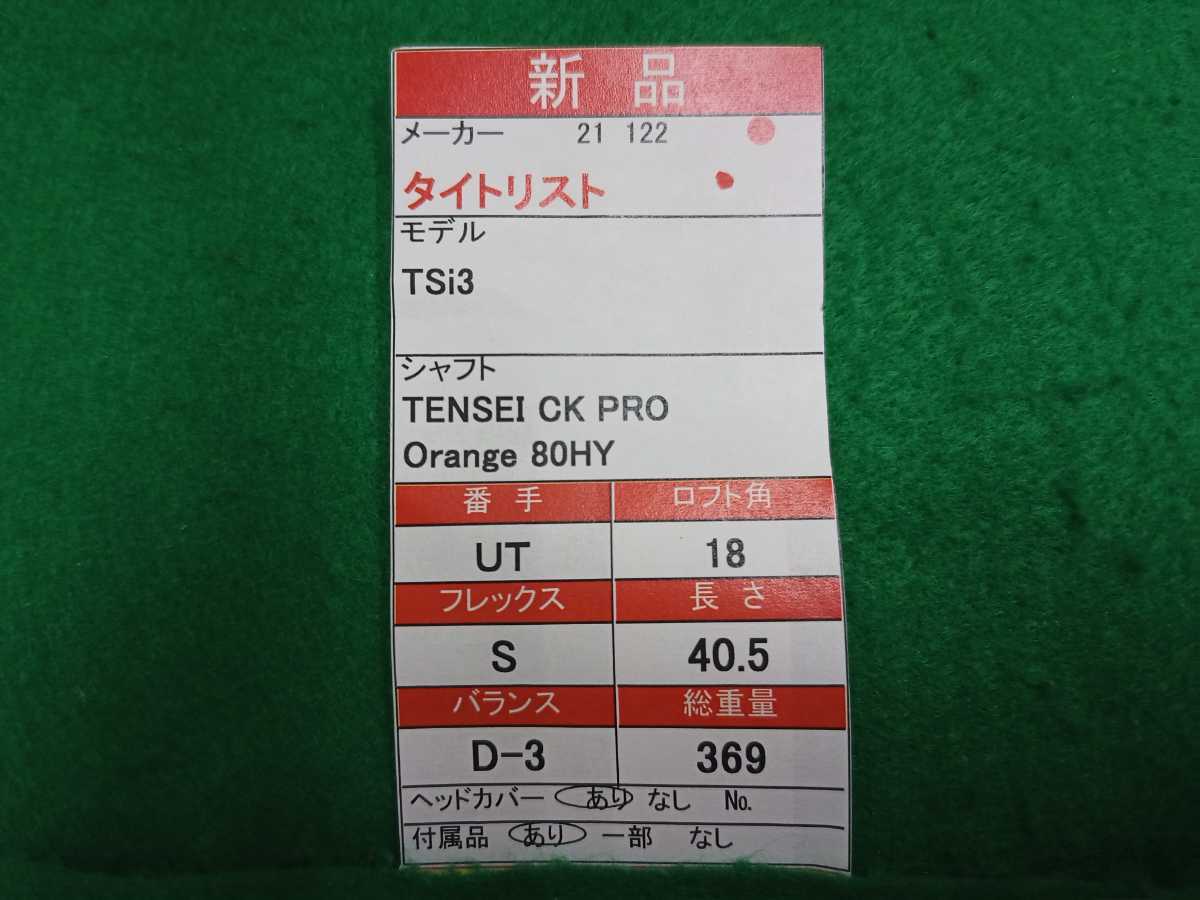 新 品
メーカー 21 122
タイトリスト
モデル
TSi3
シャフト
TENSEI CK PRO
Orange 80HY
番 手 ロフト角
UT 18
フレックス 長 さ
S 40.5
バランス 総重量
D-3 369
ヘッドカバー あり なし No.
付属品 あり 一部 なし